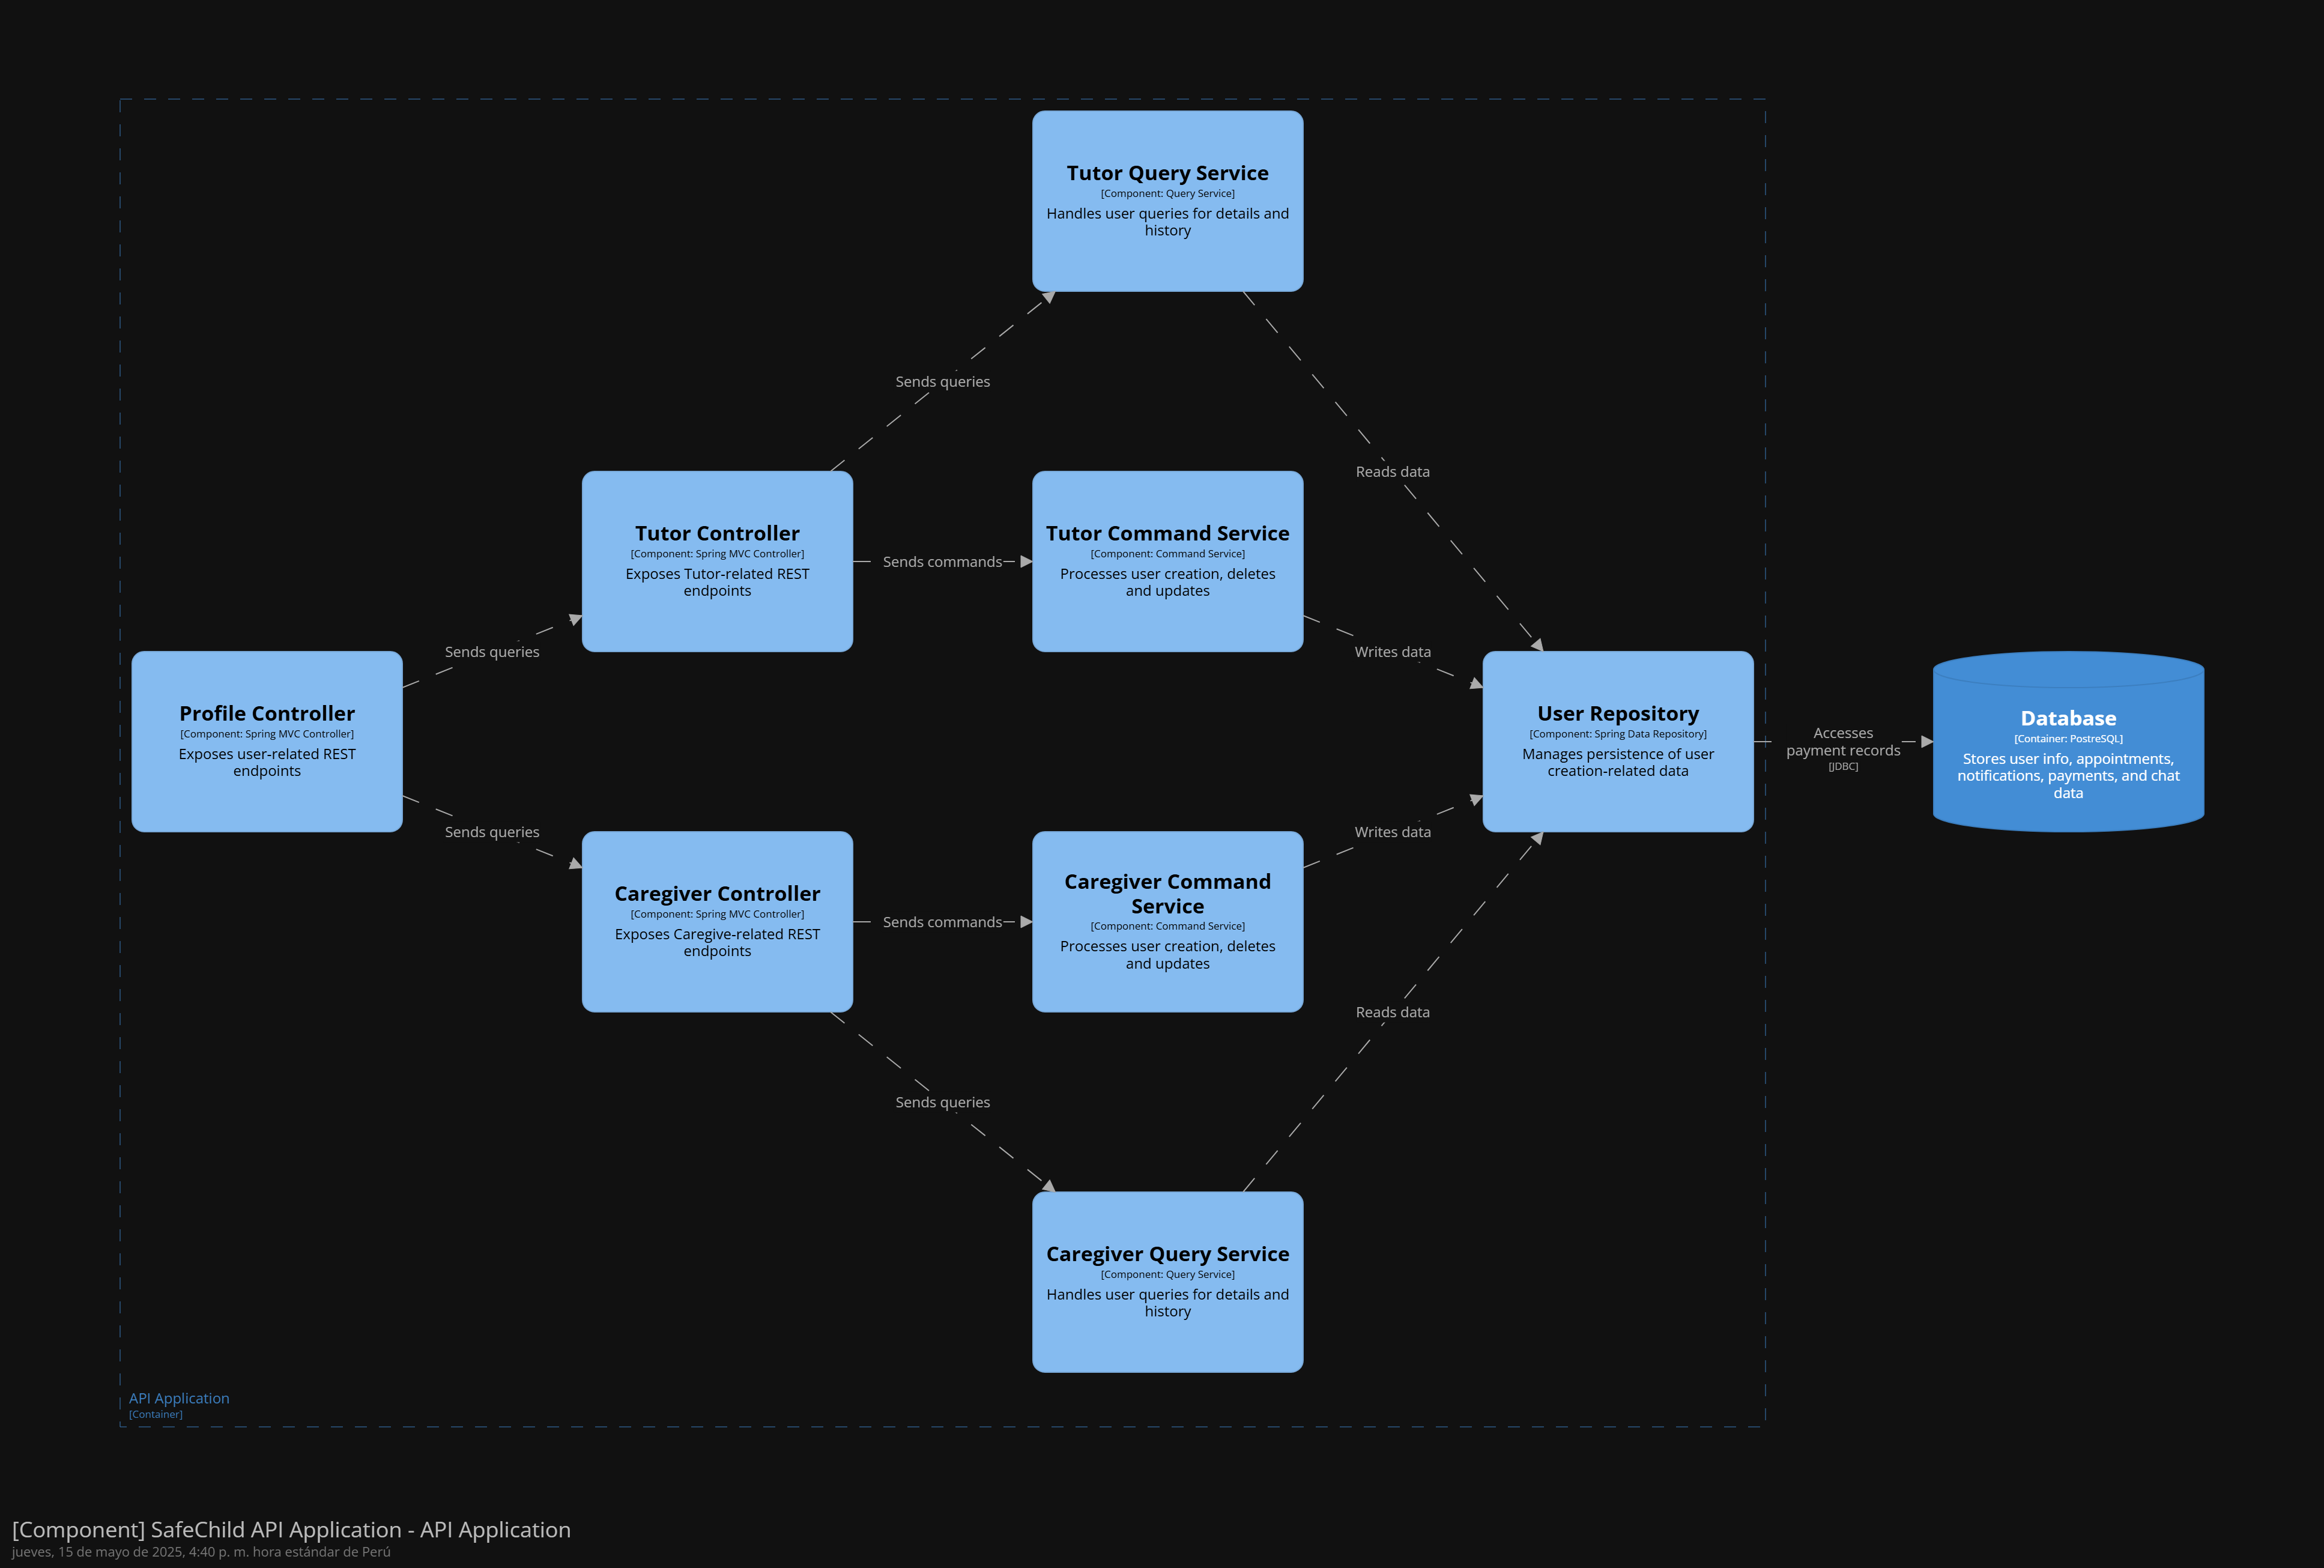 Tutor Query Service
[Component: Query Service]
Handles user queries for details and
history
Sends queries
Reads data
Tutor Controller
[Component: Spring MVC Controller]
Exposes Tutor-related REST
endpoints
Sends commands
Tutor Command Service
[Component: Command Service]
Processes user creation, deletes
and updates
Sends queries
Writes data
Profile Controller
[Component: Spring MVC Controller]
Exposes user-related REST
endpoints
User Repository
[Component: Spring Data Repository]
Manages persistence of user
creation-related data
Accesses
payment records
[JDBC]
Database
[Container: PostreSQL]
Stores user info, appointments,
notifications, payments, and chat
data
Sends queries
Writes data
Caregiver Controller
[Component: Spring MVC Controller]
Exposes Caregive-related REST
endpoints
Sends commands
Caregiver Command
Service
[Component: Command Service]
Processes user creation, deletes
and updates
Reads data
Sends queries
Caregiver Query Service
[Component: Query Service]
Handles user queries for details and
history
API Application
[Container]
[Component] SafeChild API Application - API Application
jueves, 15 de mayo de 2025, 4:40 p. m. hora estándar de Perú